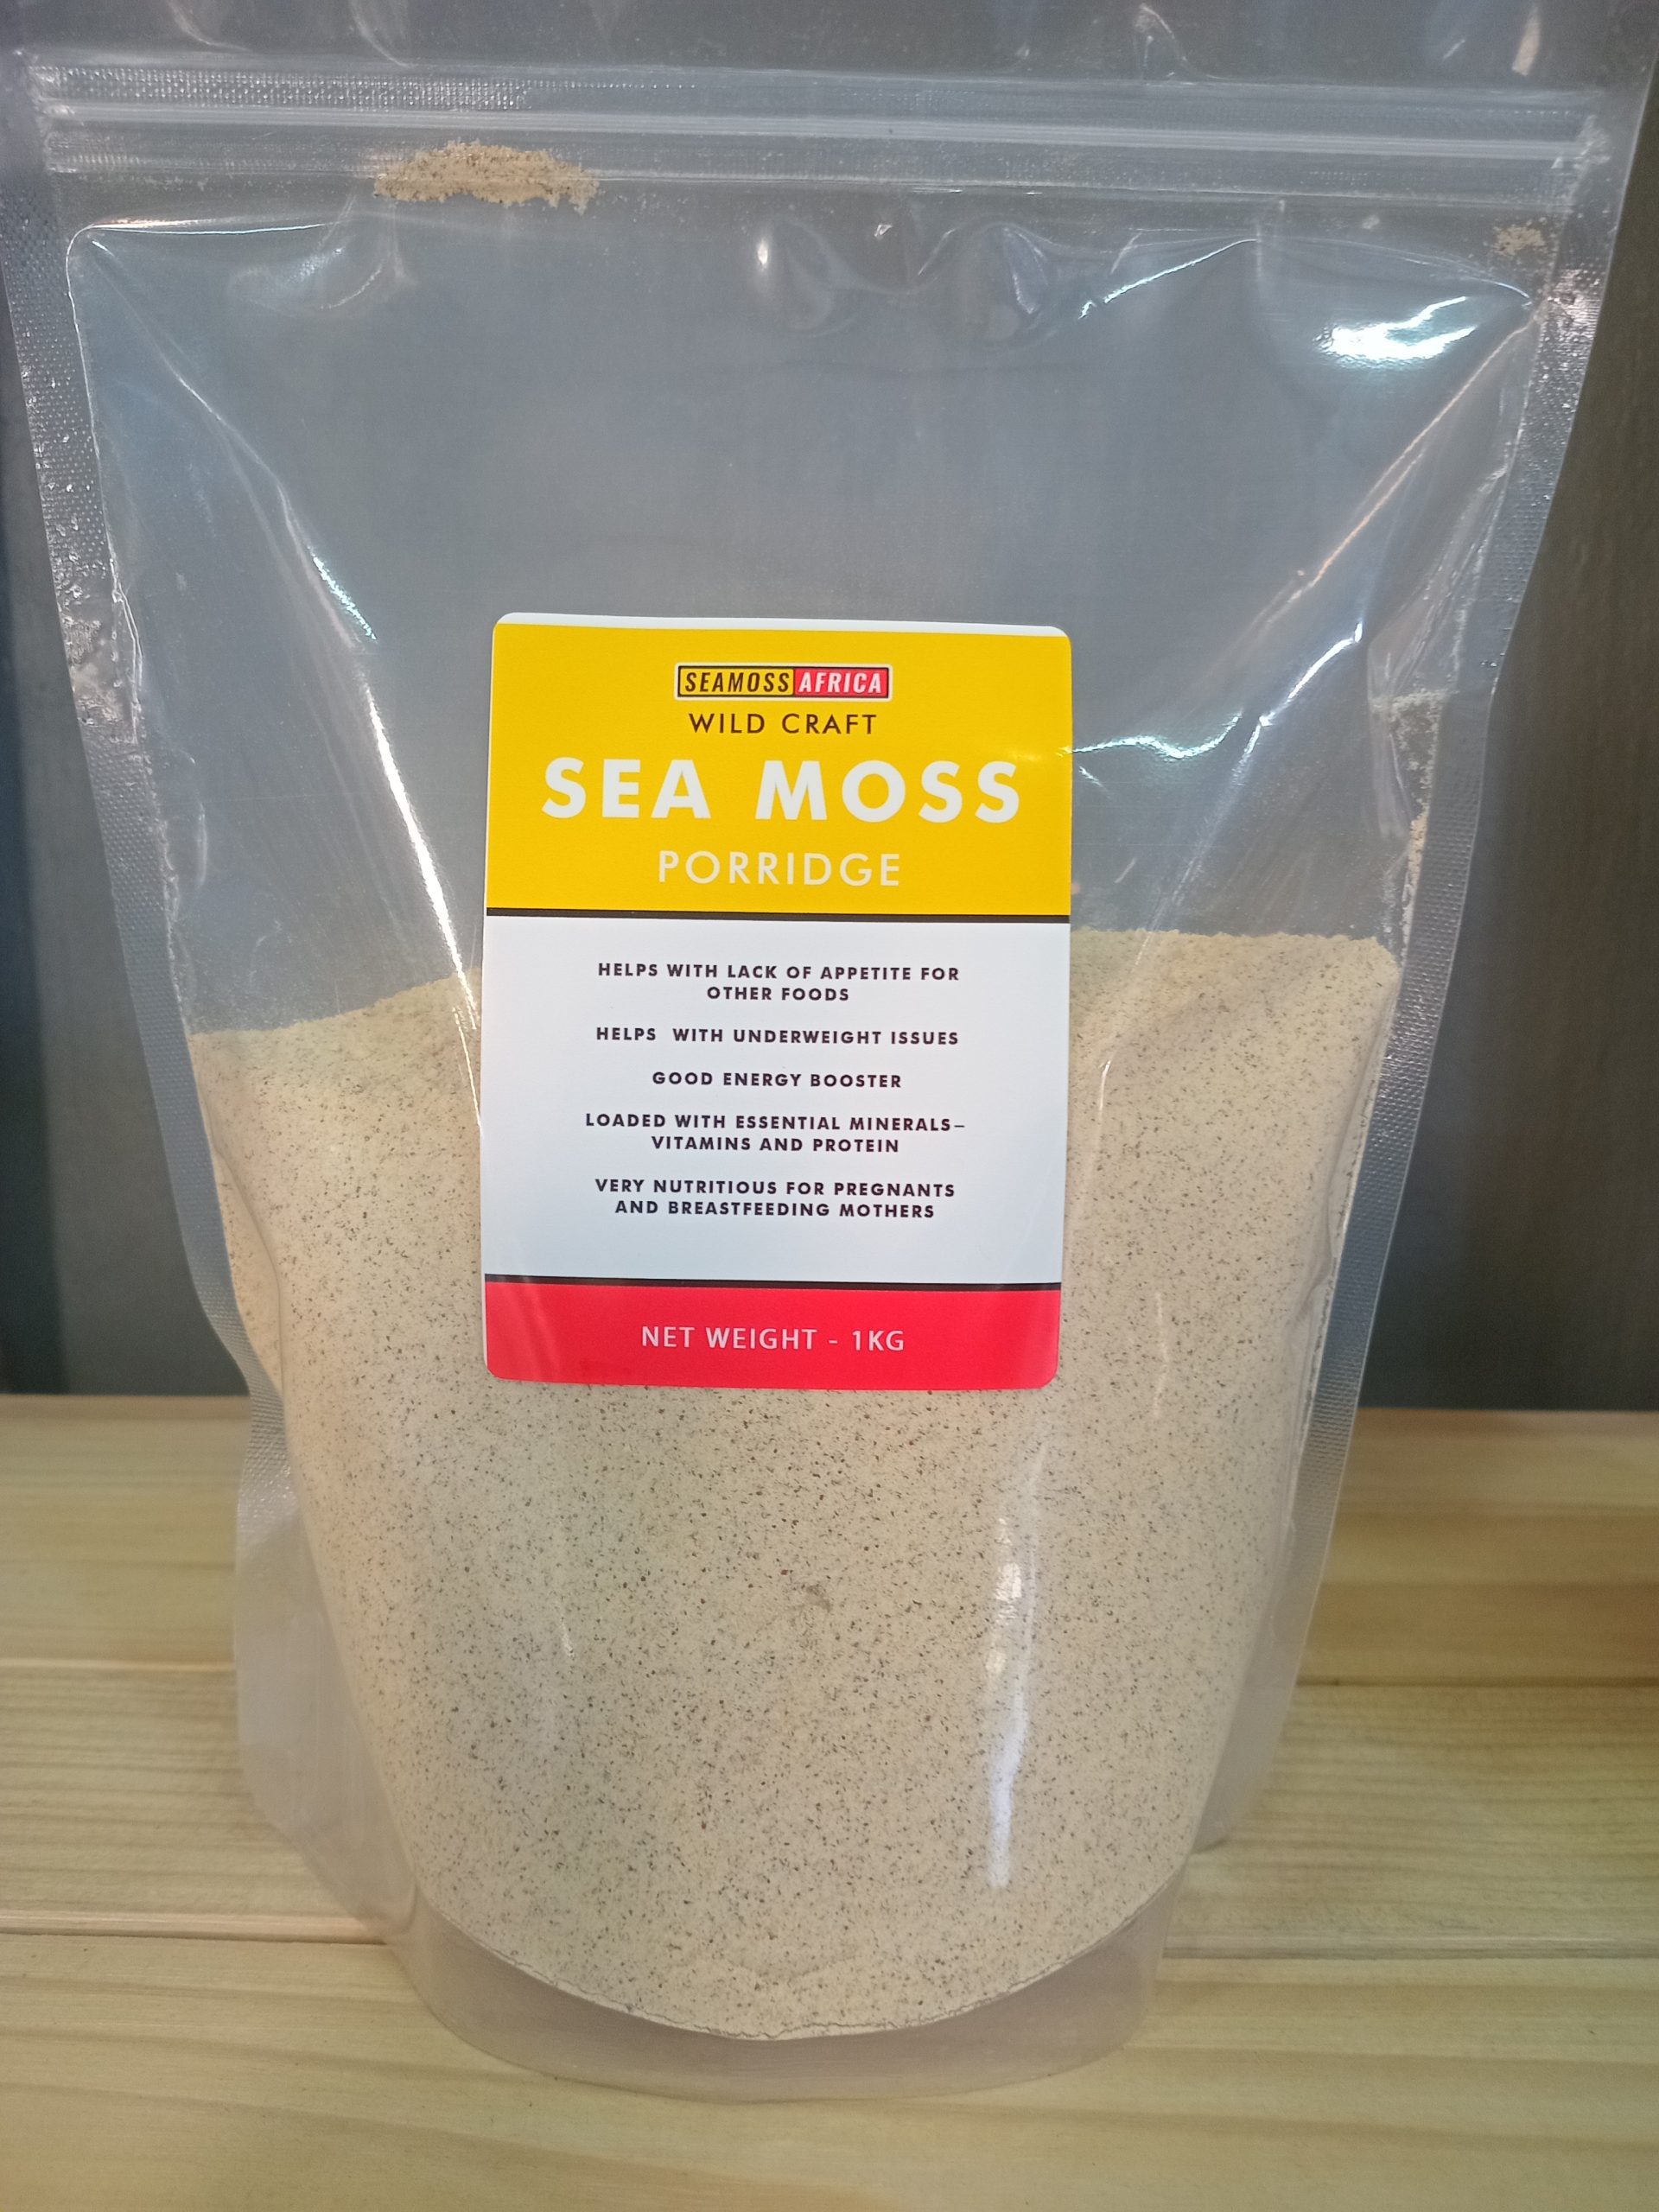 SEAMOSS AFRICA
WILD CRAFT
SEA MOSS
PORRIDGE
HELPS WITH LACK OF APPETITE FOR
OTHER FOODS
HELPS WITH UNDERWEIGHT ISSUES
GOOD ENERGY BOOSTER
LOADED WITH ESSENTIAL MINERALS–
VITAMINS AND PROTEIN
VERY NUTRITIOUS FOR PREGNANTS
AND BREASTFEEDING MOTHERS
NET WEIGHT - 1KG